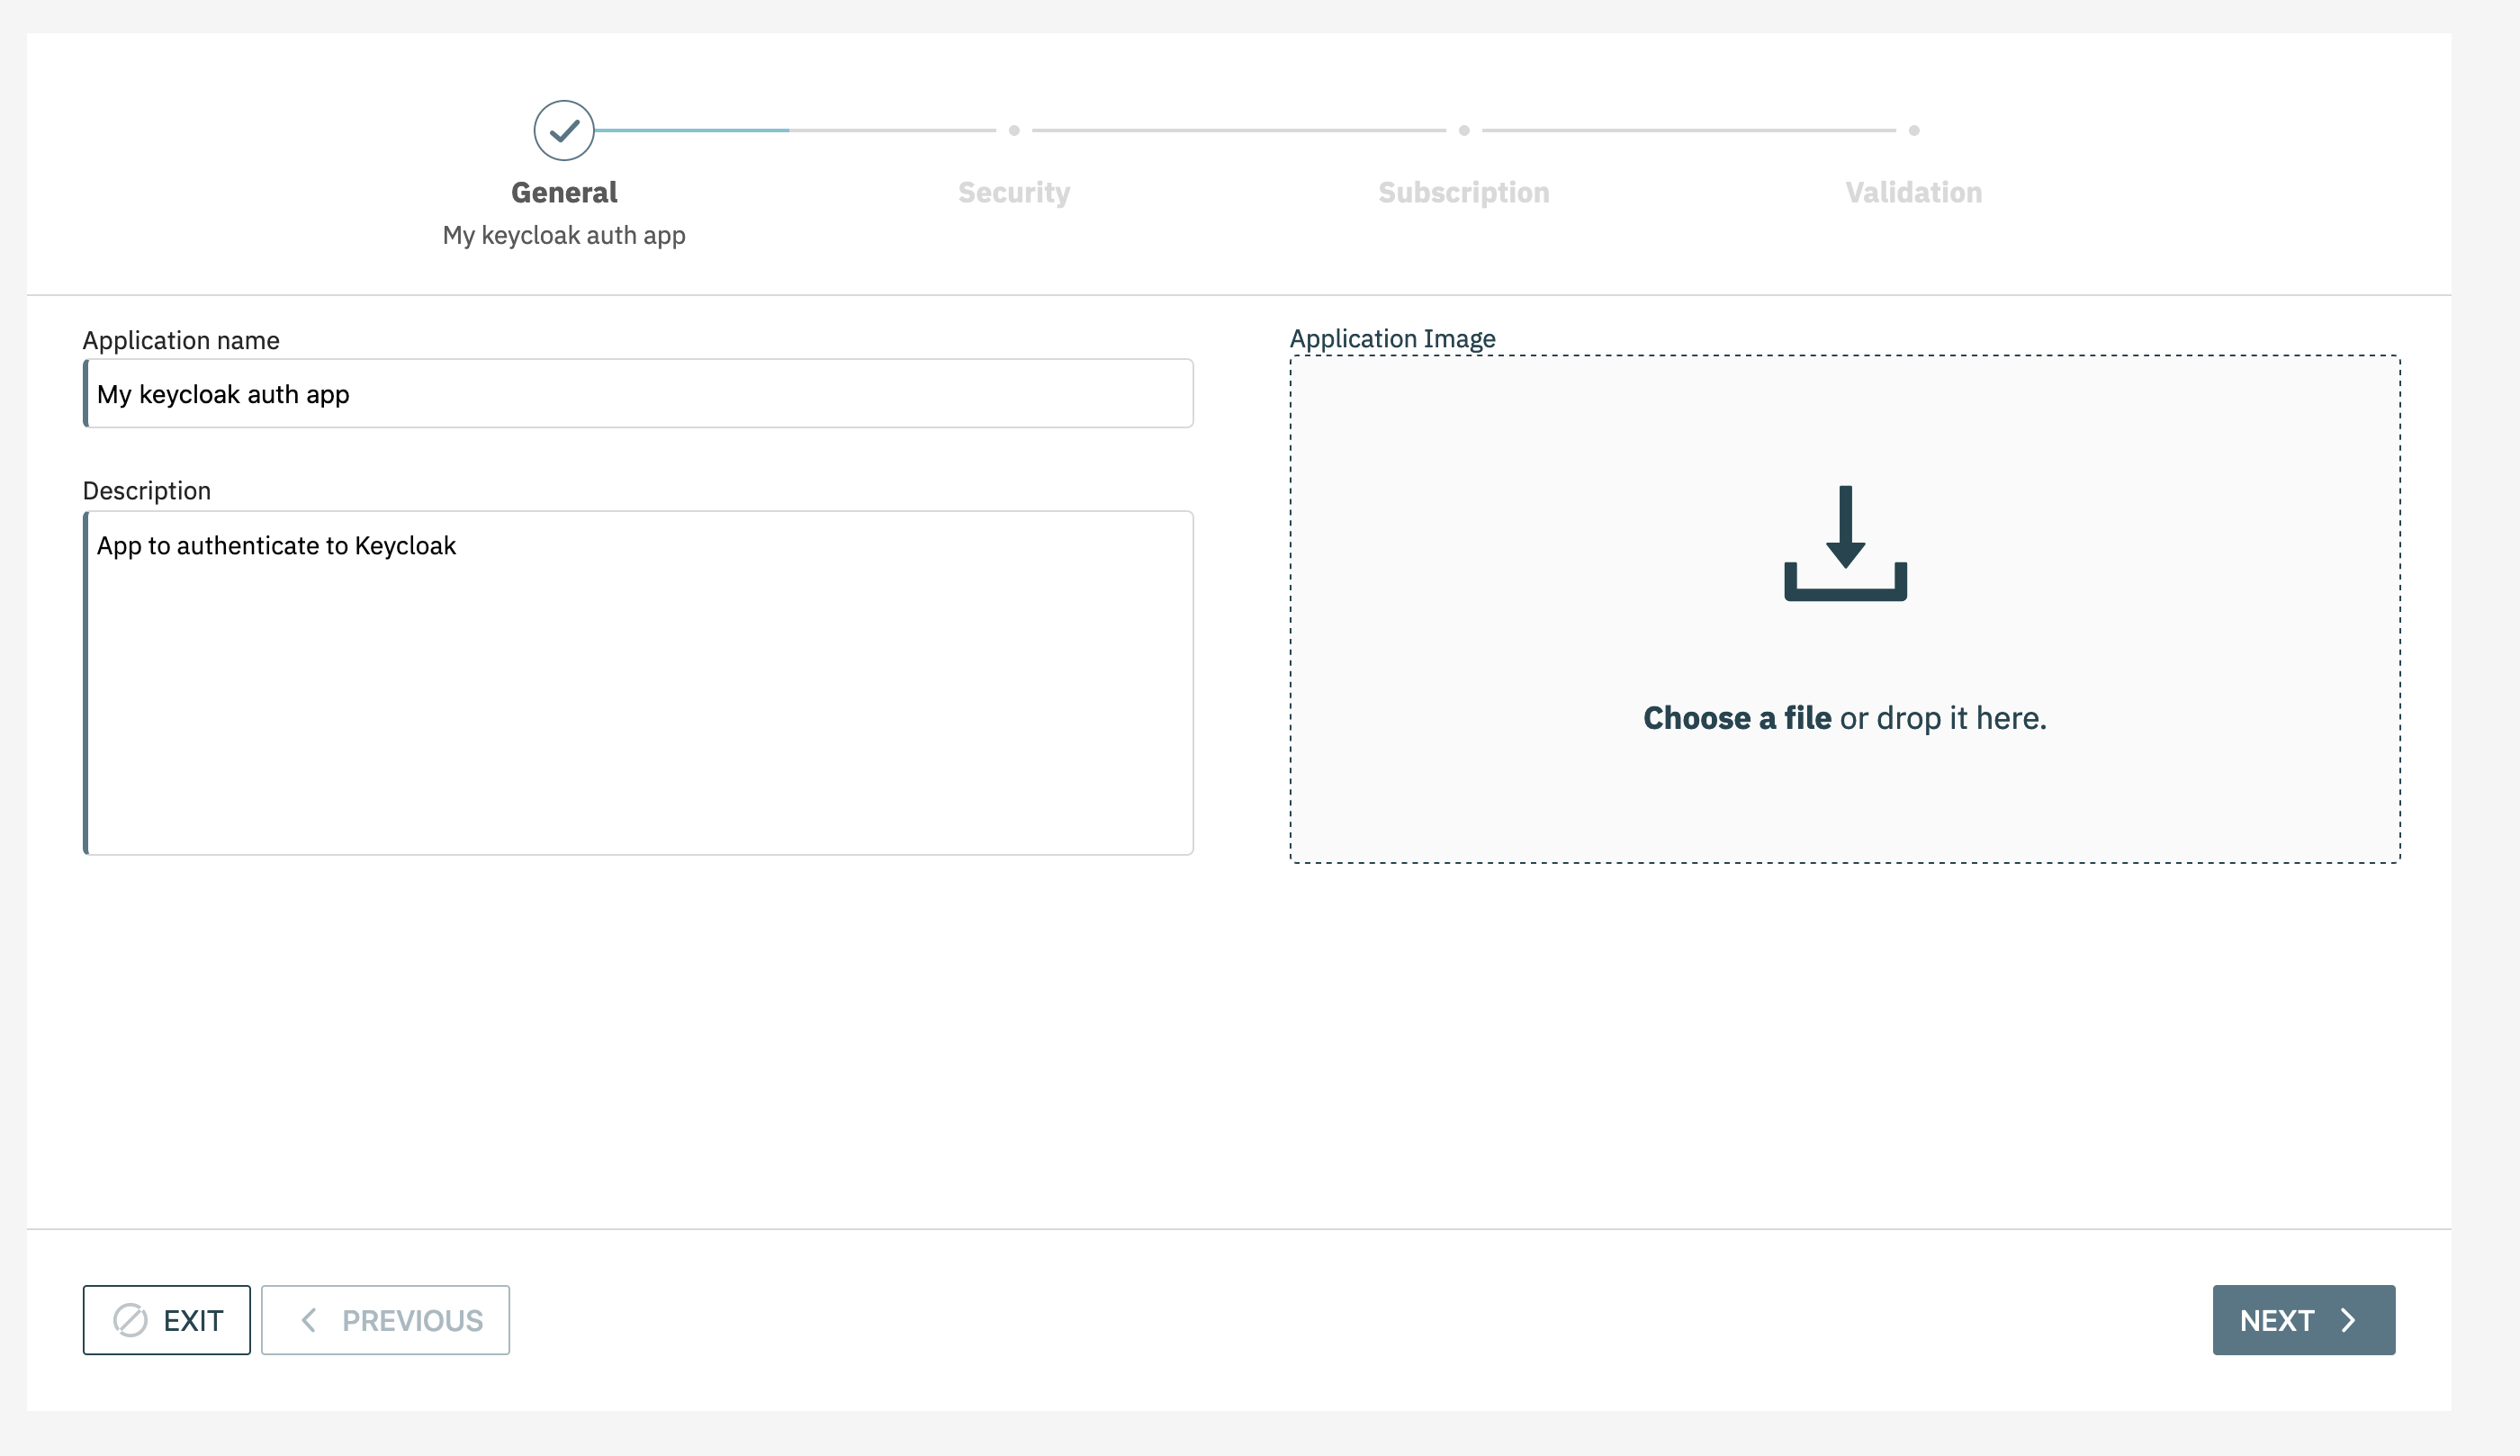 General
Security
Subscription
Validation
My keycloak auth app
Application name
My keycloak auth app
Description
App to authenticate to Keycloak
Application Image
Choose a file or drop it here.
EXIT
PREVIOUS
NEXT